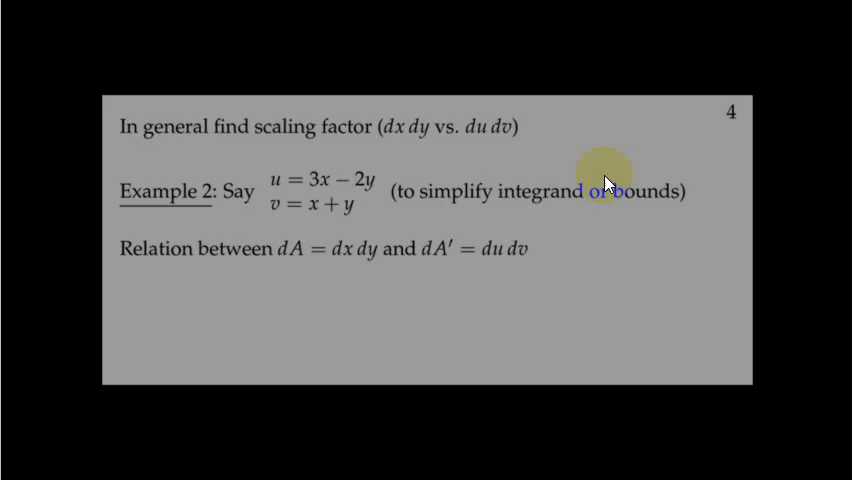 4
In general find scaling factor (dx dy vs. du dv)
u = 3x − 2y
Example 2: Say (to simplify integrand or bounds)
v = x + y
Relation between dA = dx dy and dA′ = du dv